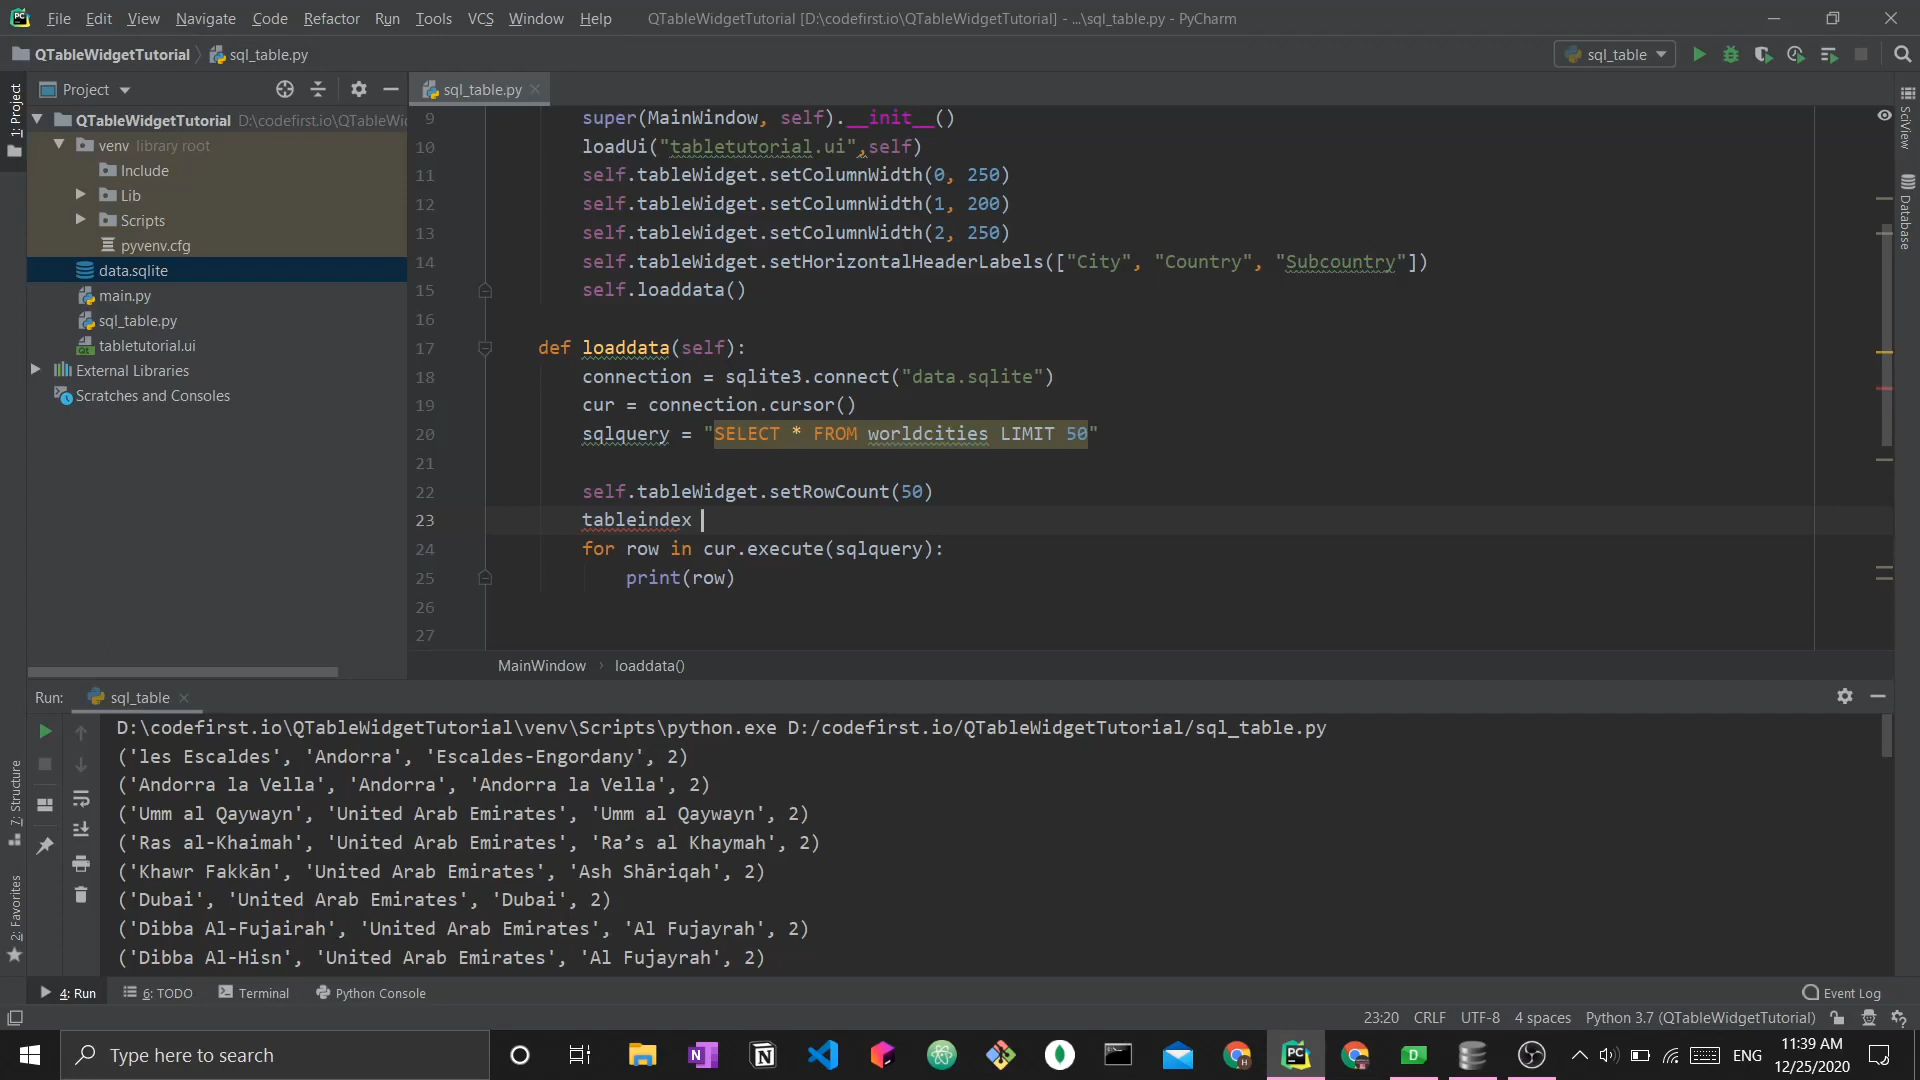 File Edit View Navigate Code Refactor Run Tools VCS Window Help QTableWidgetTutorial [D:\codefirst.io\QTableWidgetTutorial] - ...\sql_table.py - PyCharm
QTableWidgetTutorial sql_table.py sql_table
Project sql_table.py
1: Project
QTableWidgetTutorial D:\codefirst.io\QTableWi
venv library root
Include
Lib
Scripts
pyvenv.cfg
data.sqlite
main.py
sql_table.py
tabletutorial.ui
External Libraries
Scratches and Consoles
9 super(MainWindow, self).__init__()
10 loadUi("tabletutorial.ui",self)
11 self.tableWidget.setColumnWidth(0, 250)
12 self.tableWidget.setColumnWidth(1, 200)
13 self.tableWidget.setColumnWidth(2, 250)
14 self.tableWidget.setHorizontalHeaderLabels(["City", "Country", "Subcountry"])
15 self.loaddata()
16
17 def loaddata(self):
18 connection = sqlite3.connect("data.sqlite")
19 cur = connection.cursor()
20 sqlquery = "SELECT * FROM worldcities LIMIT 50"
21
22 self.tableWidget.setRowCount(50)
23 tableindex
24 for row in cur.execute(sqlquery):
25 print(row)
26
27
SciView
Database
MainWindow loaddata()
Run: sql_table
D:\codefirst.io\QTableWidgetTutorial\venv\Scripts\python.exe D:/codefirst.io/QTableWidgetTutorial/sql_table.py
('les Escaldes', 'Andorra', 'Escaldes-Engordany', 2)
('Andorra la Vella', 'Andorra', 'Andorra la Vella', 2)
('Umm al Qaywayn', 'United Arab Emirates', 'Umm al Qaywayn', 2)
('Ras al-Khaimah', 'United Arab Emirates', 'Raʼs al Khaymah', 2)
('Khawr Fakkān', 'United Arab Emirates', 'Ash Shāriqah', 2)
('Dubai', 'United Arab Emirates', 'Dubai', 2)
('Dibba Al-Fujairah', 'United Arab Emirates', 'Al Fujayrah', 2)
('Dibba Al-Hisn', 'United Arab Emirates', 'Al Fujayrah', 2)
7: Structure
2: Favorites
4: Run 6: TODO Terminal Python Console Event Log
23:20 CRLF UTF-8 4 spaces Python 3.7 (QTableWidgetTutorial)
Type here to search ENG 11:39 AM
12/25/2020